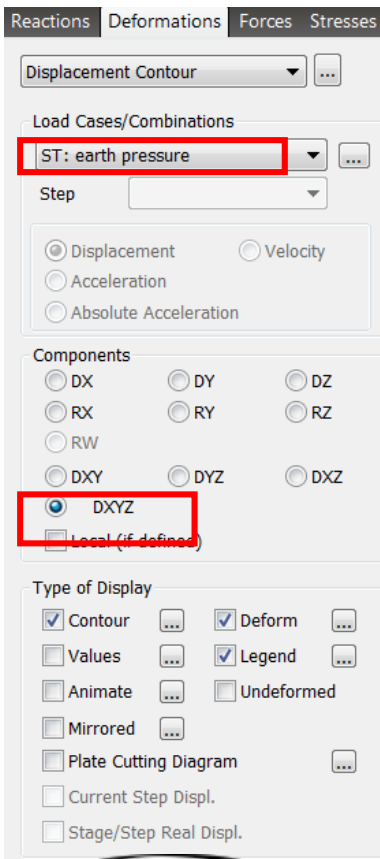 Reactions Deformations Forces Stresses
Displacement Contour ...
Load Cases/Combinations
ST: earth pressure ...
Step
Displacement Velocity
Acceleration
Absolute Acceleration
Components
DX DY DZ
RX RY RZ
RW
DXY DYZ DXZ
DXYZ
Local (if defined)
Type of Display
Contour ... Deform ...
Values ... Legend ...
Animate ... Undeformed
Mirrored ...
Plate Cutting Diagram ...
Current Step Displ.
Stage/Step Real Displ.